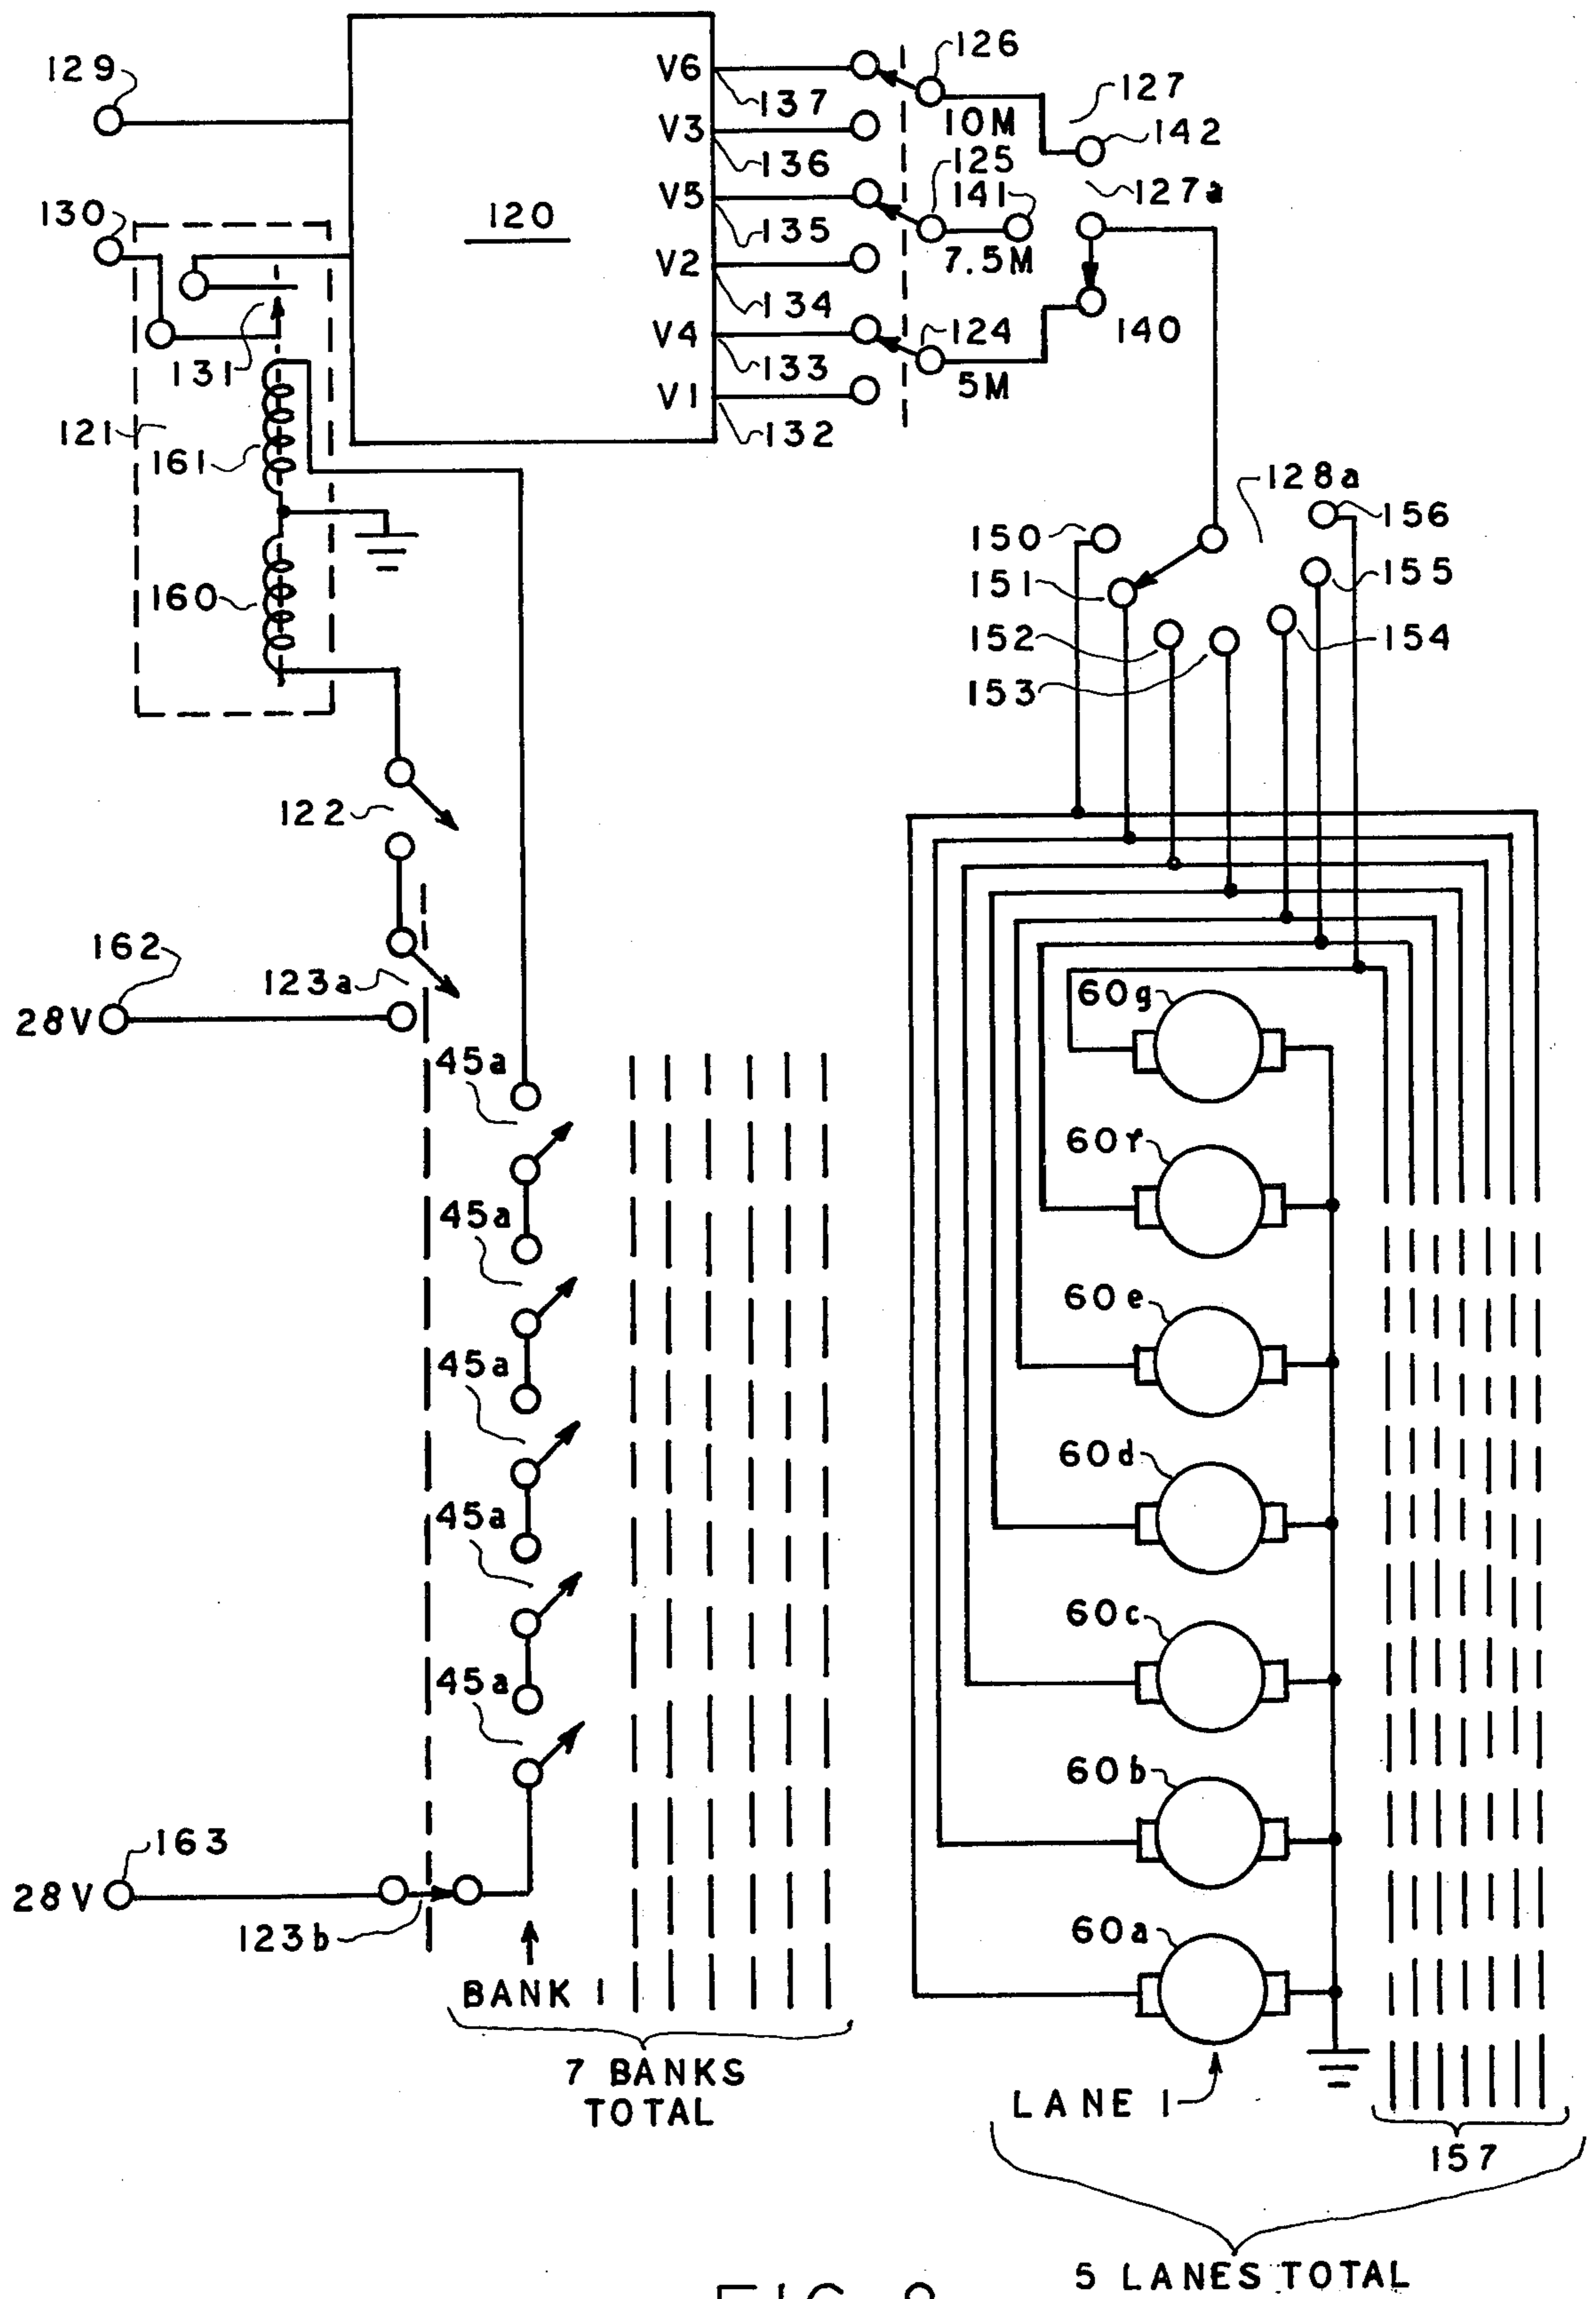 129
V6
126
137
10M
127
142
V3
136
125
141
127a
130
120
V5
135
7.5M
V2
134
V4
124
140
131
133
5M
V1
132
121
161
128a
150
156
151
155
160
152
154
153
122
162
123a
28V
60g
45a
60f
45a
60e
45a
60d
45a
60c
45a
60b
163
28V
123b
60a
BANK 1
7 BANKS
TOTAL
LANE 1
157
5 LANES TOTAL